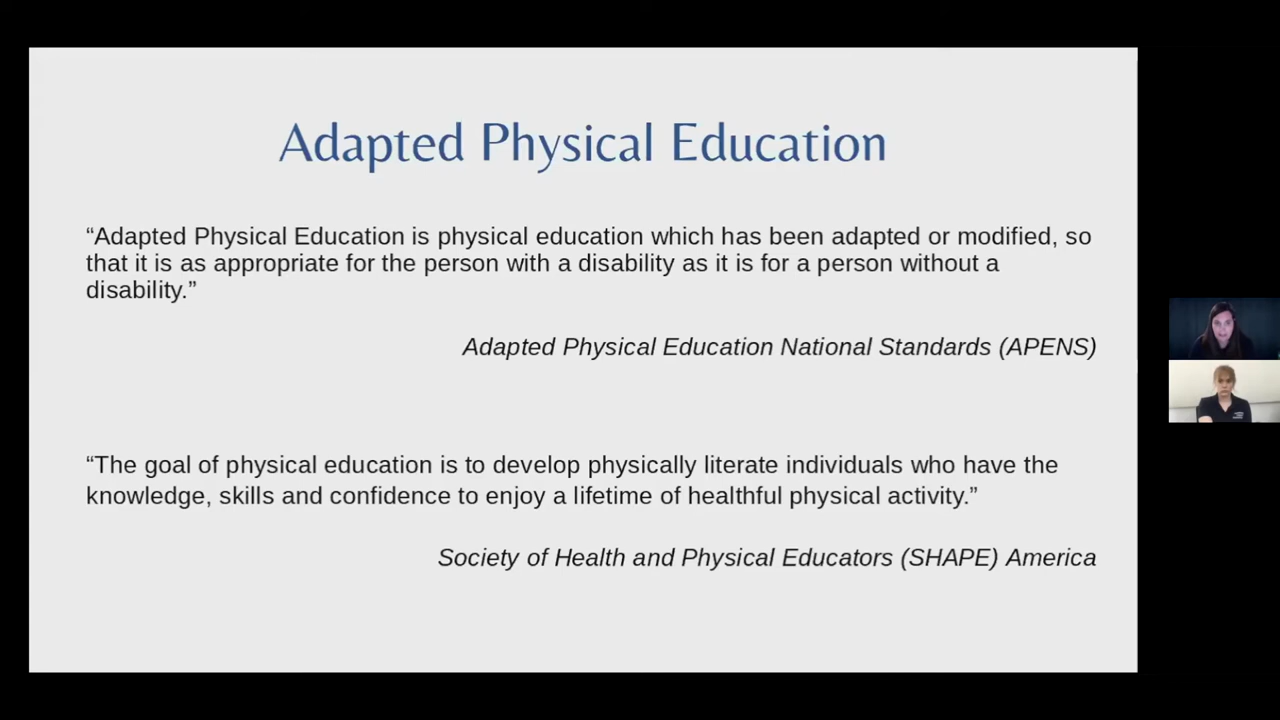 Adapted Physical Education
“Adapted Physical Education is physical education which has been adapted or modified, so
that it is as appropriate for the person with a disability as it is for a person without a
disability.”
Adapted Physical Education National Standards (APENS)
“The goal of physical education is to develop physically literate individuals who have the
knowledge, skills and confidence to enjoy a lifetime of healthful physical activity.”
Society of Health and Physical Educators (SHAPE) America